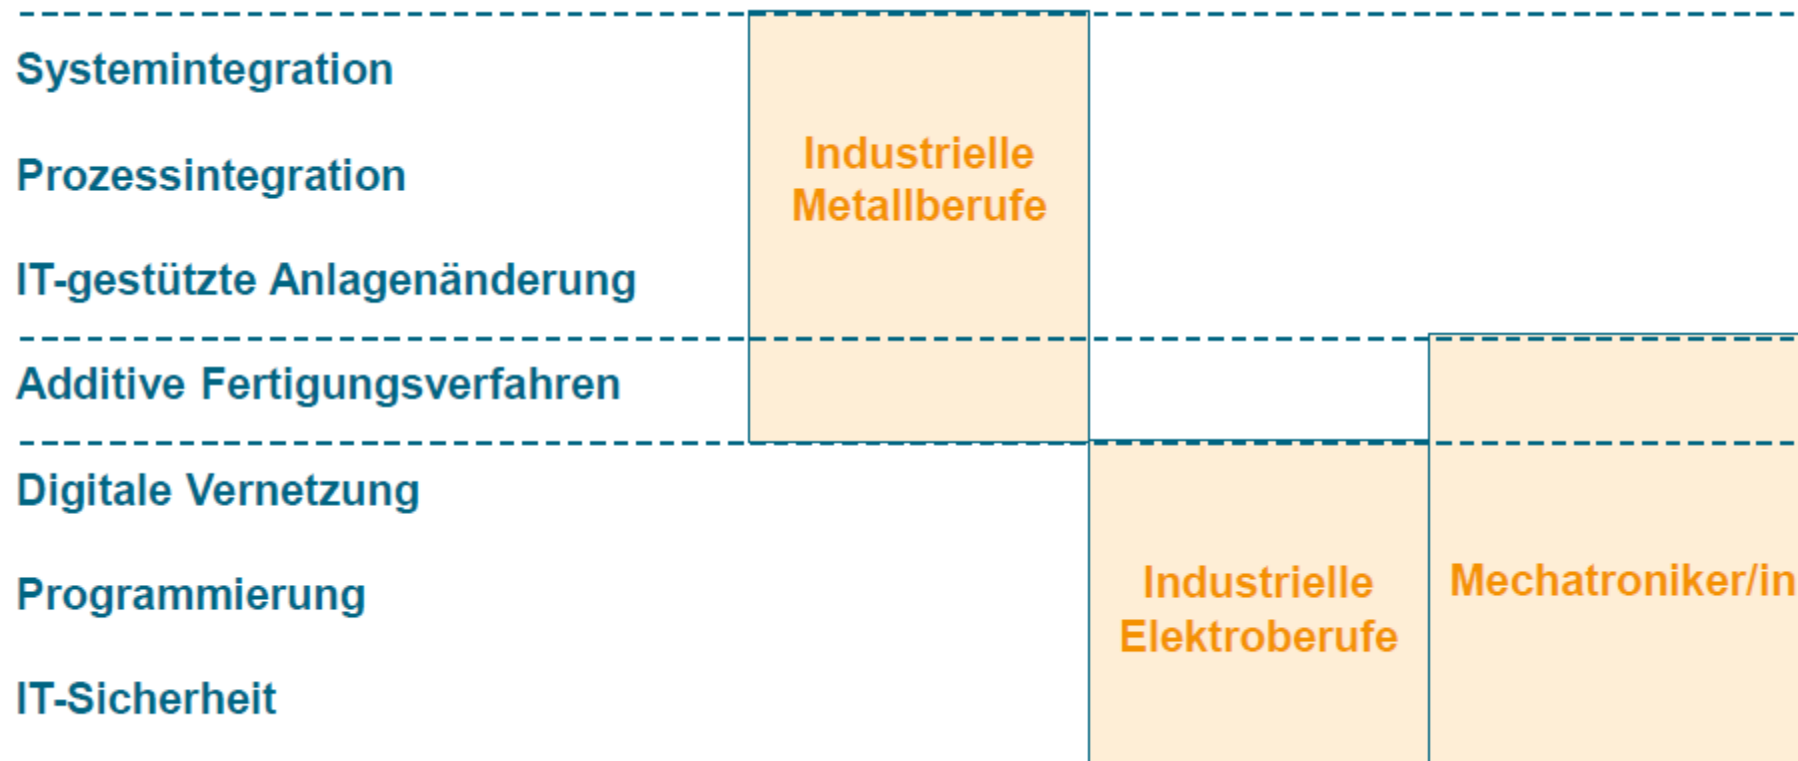 Systemintegration
Prozessintegration
IT-gestützte Anlagenänderung
Additive Fertigungsverfahren
Digitale Vernetzung
Programmierung
IT-Sicherheit
Industrielle
Metallberufe
Industrielle
Elektroberufe
Mechatroniker/in